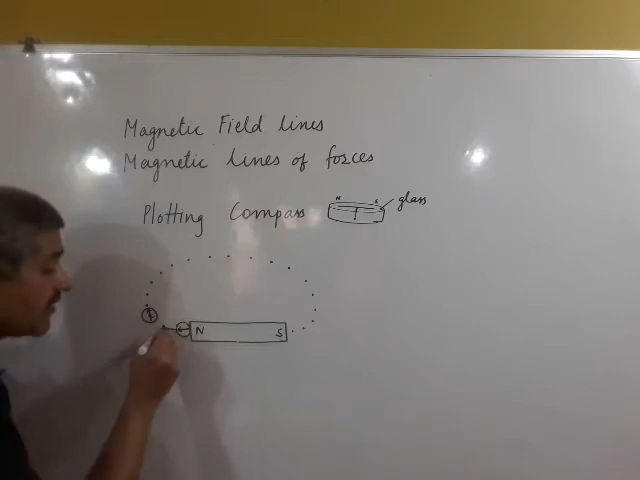 Magnetic Field lines
Magnetic lines of forces
Plotting Compass
N S
glass
N S